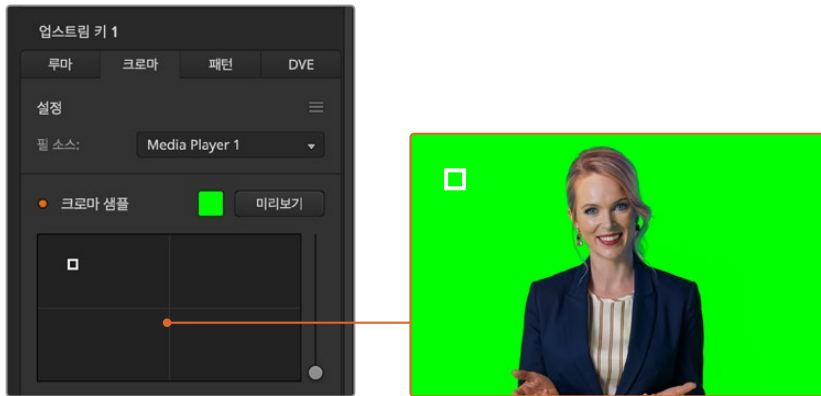 업스트림 키 1
루마 크로마 패턴 DVE
설정
필 소스: Media Player 1
크로마 샘플 미리보기